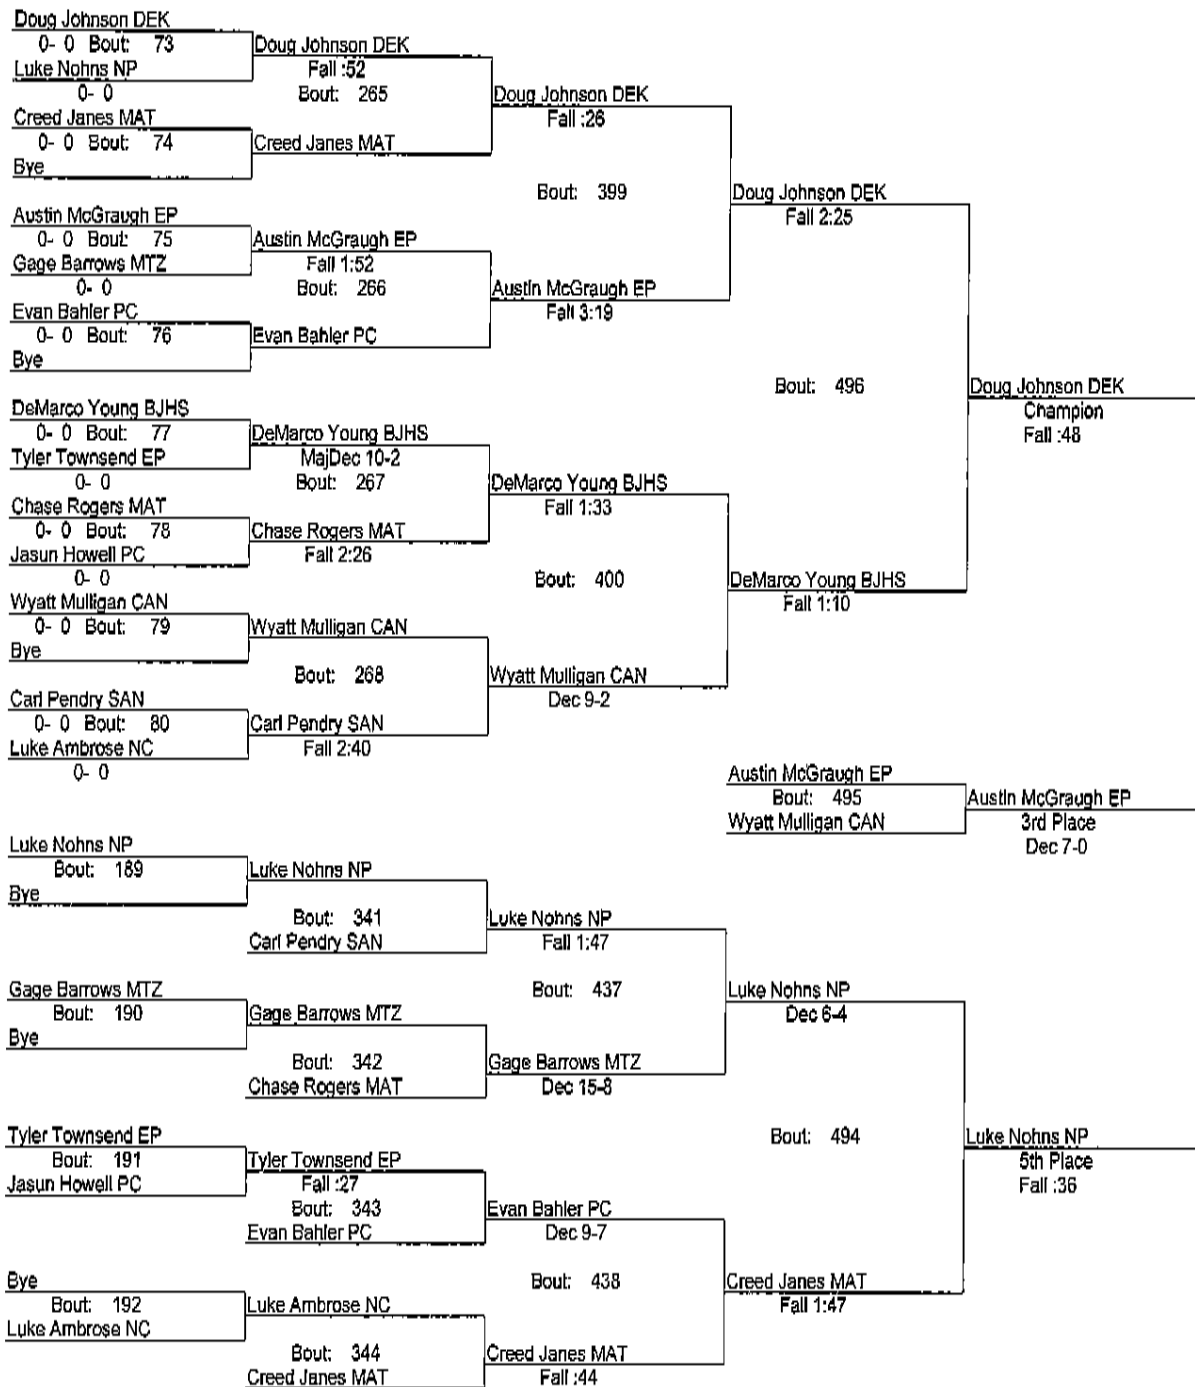 Doug Johnson DEK
0- 0 Bout: 73
Luke Nohns NP
0- 0
Creed Janes MAT
0- 0 Bout: 74
Bye
Austin McGraugh EP
0- 0 Bout: 75
Gage Barrows MTZ
0- 0
Evan Bahler PC
0- 0 Bout: 76
Bye
DeMarco Young BJHS
0- 0 Bout: 77
Tyler Townsend EP
0- 0
Chase Rogers MAT
0- 0 Bout: 78
Jasun Howell PC
0- 0
Wyatt Mulligan CAN
0- 0 Bout: 79
Bye
Carl Pendry SAN
0- 0 Bout: 80
Luke Ambrose NC
0- 0
Doug Johnson DEK
Fall :52
Bout: 265
Creed Janes MAT
Austin McGraugh EP
Fall 1:52
Bout: 266
Evan Bahler PC
DeMarco Young BJHS
MajDec 10-2
Bout: 267
Chase Rogers MAT
Fall 2:26
Wyatt Mulligan CAN
Bout: 268
Carl Pendry SAN
Fall 2:40
Doug Johnson DEK
Fall :26
Bout: 399
Austin McGraugh EP
Fall 3:19
DeMarco Young BJHS
Fall 1:33
Bout: 400
Wyatt Mulligan CAN
Dec 9-2
Doug Johnson DEK
Fall 2:25
Bout: 496
DeMarco Young BJHS
Fall 1:10
Doug Johnson DEK
Champion
Fall :48
Austin McGraugh EP
Bout: 495
Wyatt Mulligan CAN
Austin McGraugh EP
3rd Place
Dec 7-0
Luke Nohns NP
Bout: 189
Bye
Gage Barrows MTZ
Bout: 190
Bye
Tyler Townsend EP
Bout: 191
Jasun Howell PC
Bye
Bout: 192
Luke Ambrose NC
Luke Nohns NP
Bout: 341
Carl Pendry SAN
Gage Barrows MTZ
Bout: 342
Chase Rogers MAT
Tyler Townsend EP
Fall :27
Bout: 343
Evan Bahler PC
Luke Ambrose NC
Bout: 344
Creed Janes MAT
Luke Nohns NP
Fall 1:47
Bout: 437
Gage Barrows MTZ
Dec 15-8
Evan Bahler PC
Dec 9-7
Bout: 438
Creed Janes MAT
Fall :44
Luke Nohns NP
Dec 6-4
Bout: 494
Creed Janes MAT
Fall 1:47
Luke Nohns NP
5th Place
Fall :36